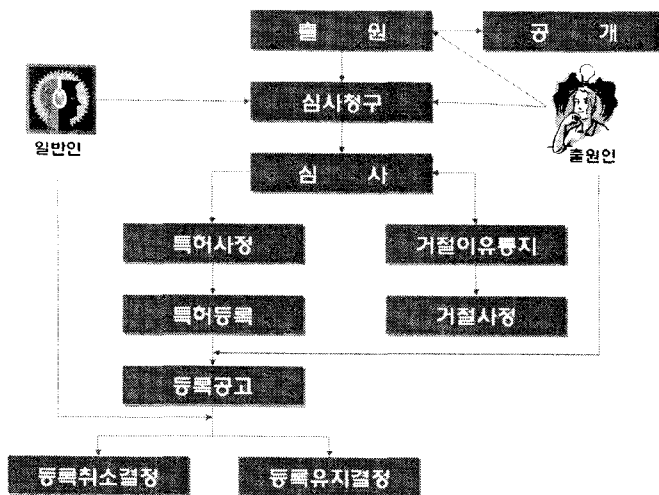 출 원
공 개
심사청구
일반인
출원인
심 사
특허사정
거절이유통지
특허등록
거절사정
등록공고
등록취소결정
등록유지결정